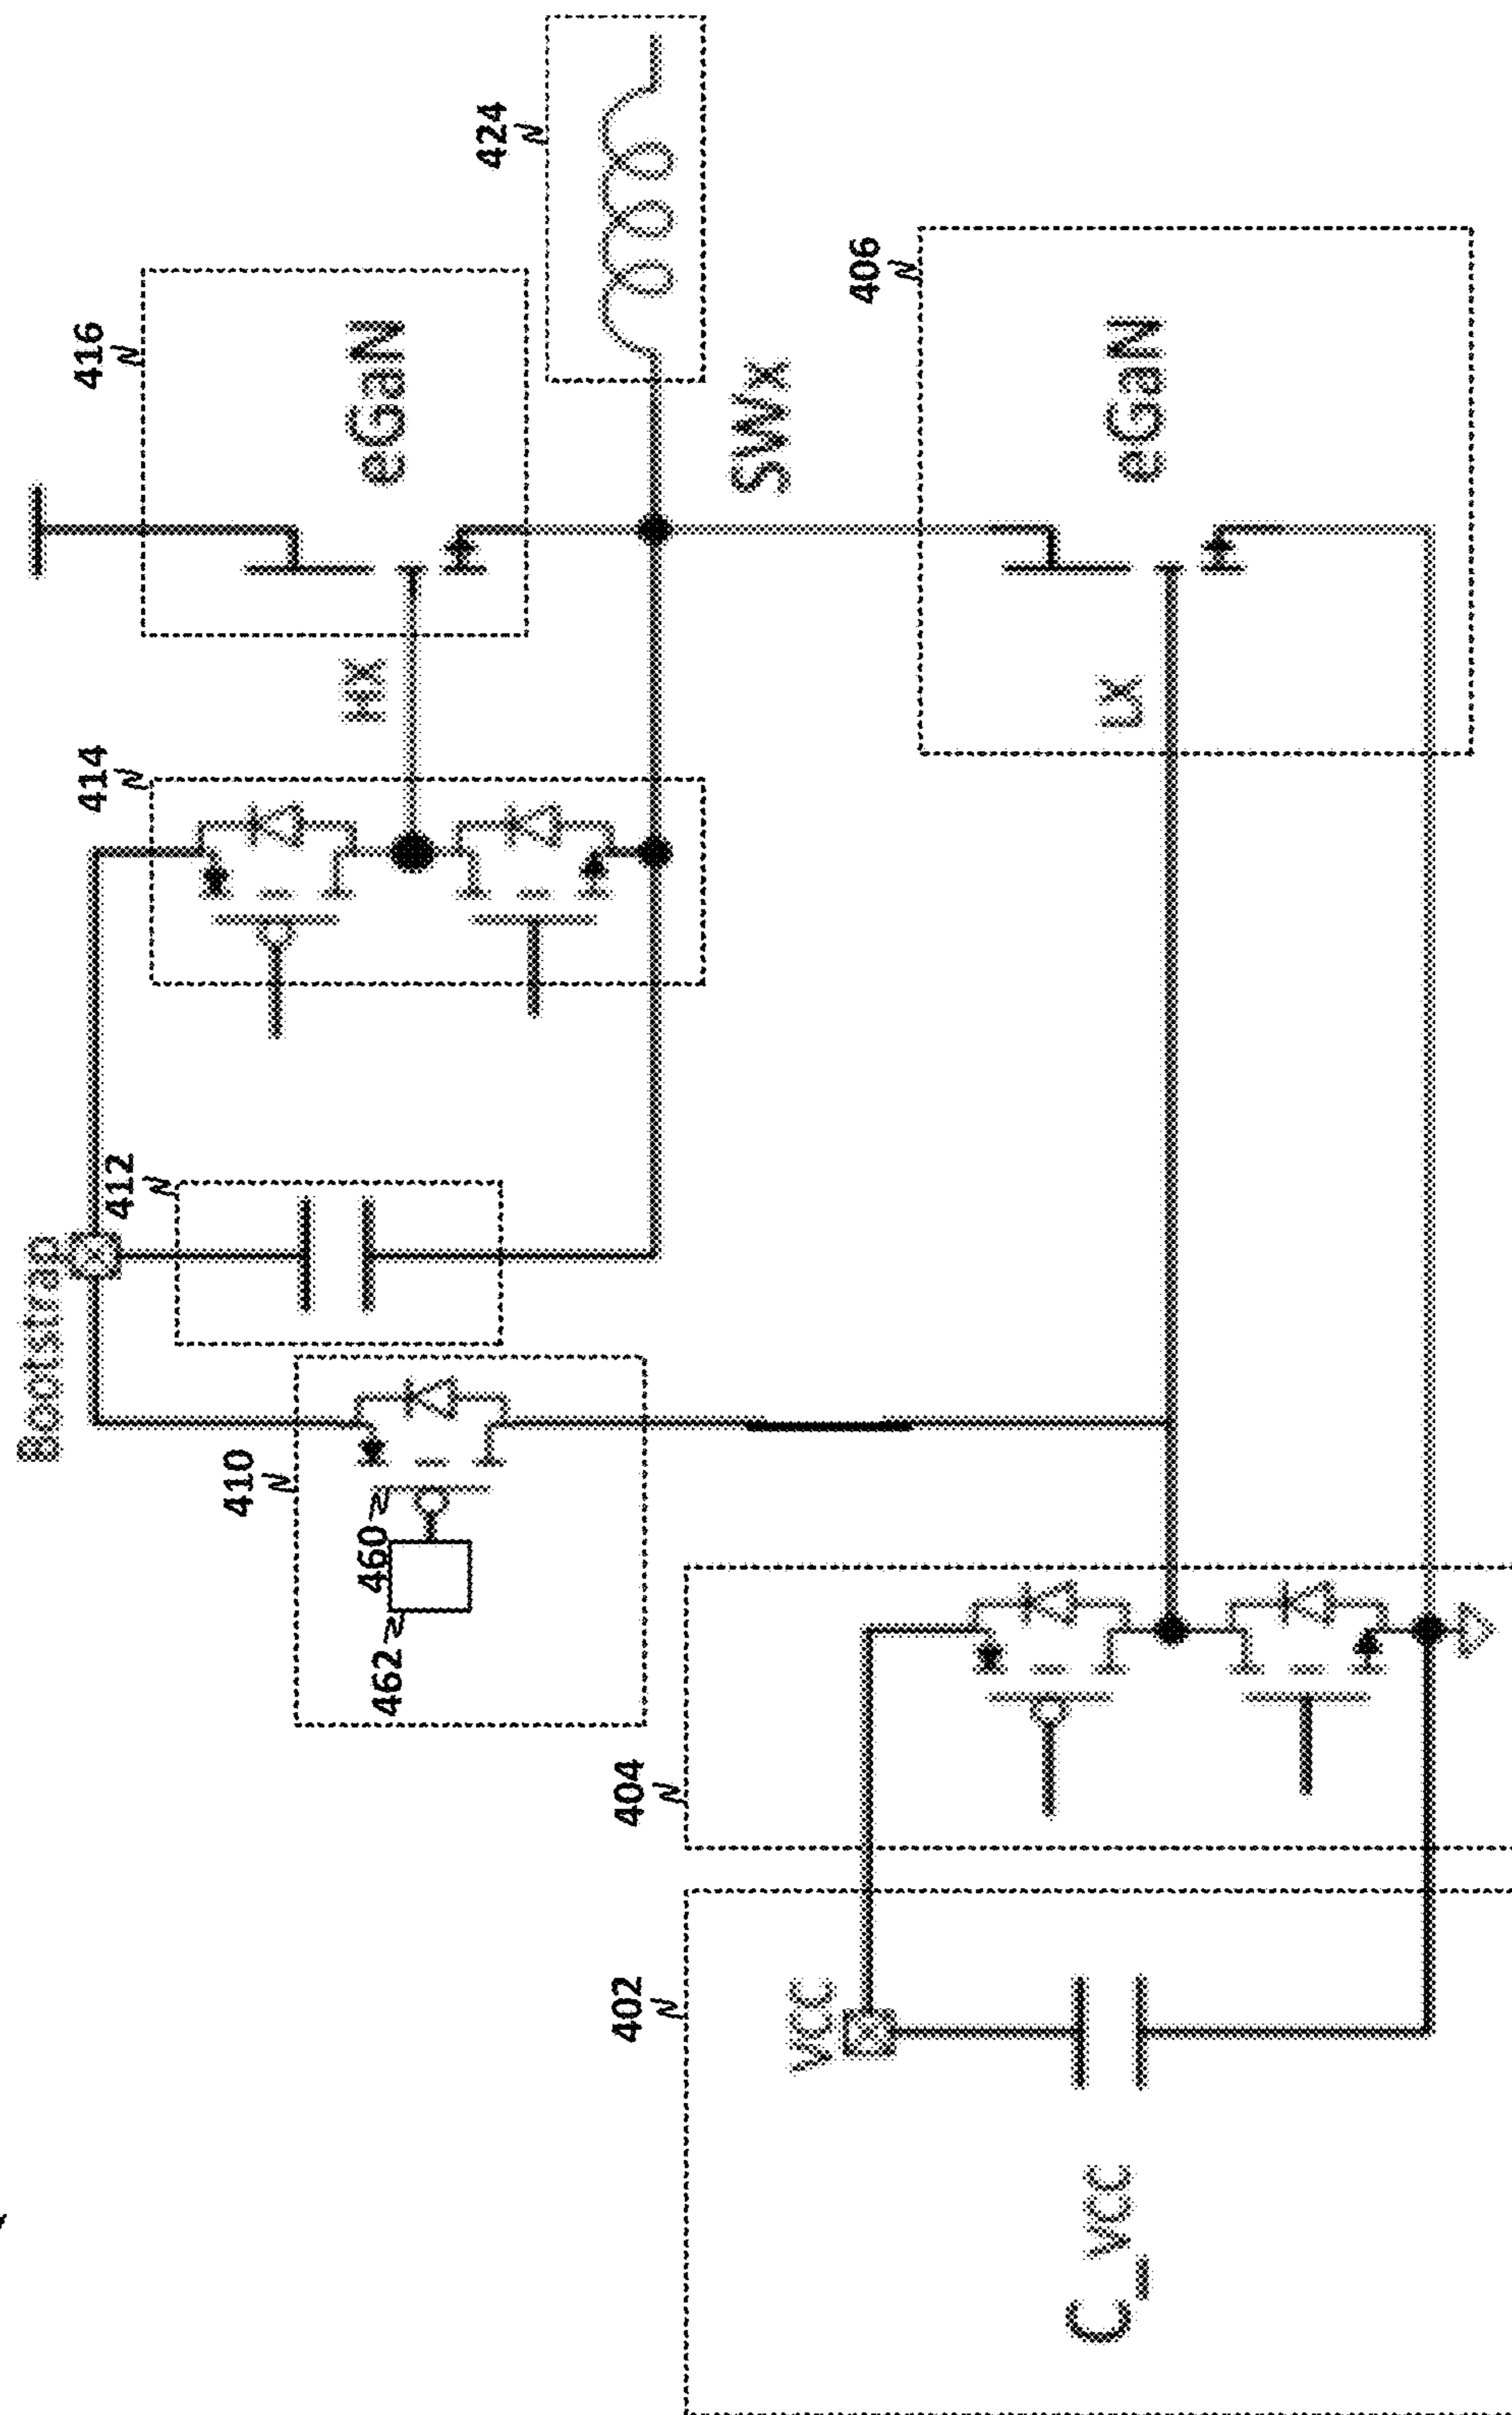 Bootstrap
416
eGaN
424
HX
SWx
414
412
410
460
462
406
eGaN
LX
404
402
VCC
C_VCC